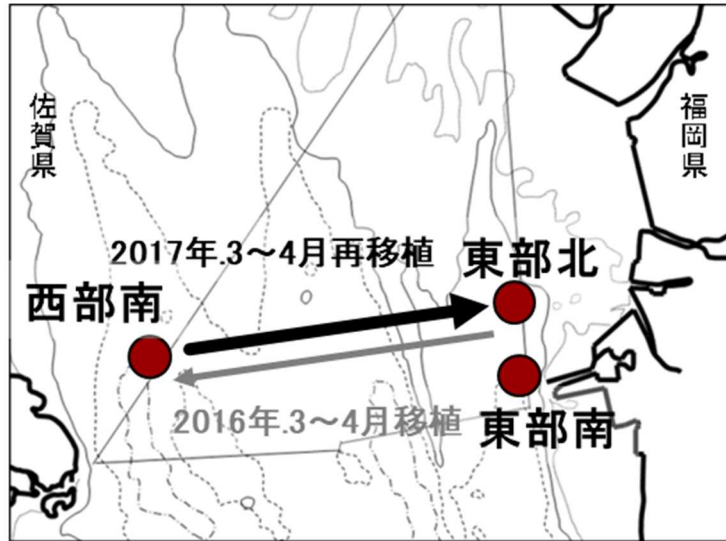 佐賀県
福岡県
2017年.3～4月再移植
東部北
西部南
2016年.3～4月移植
東部南